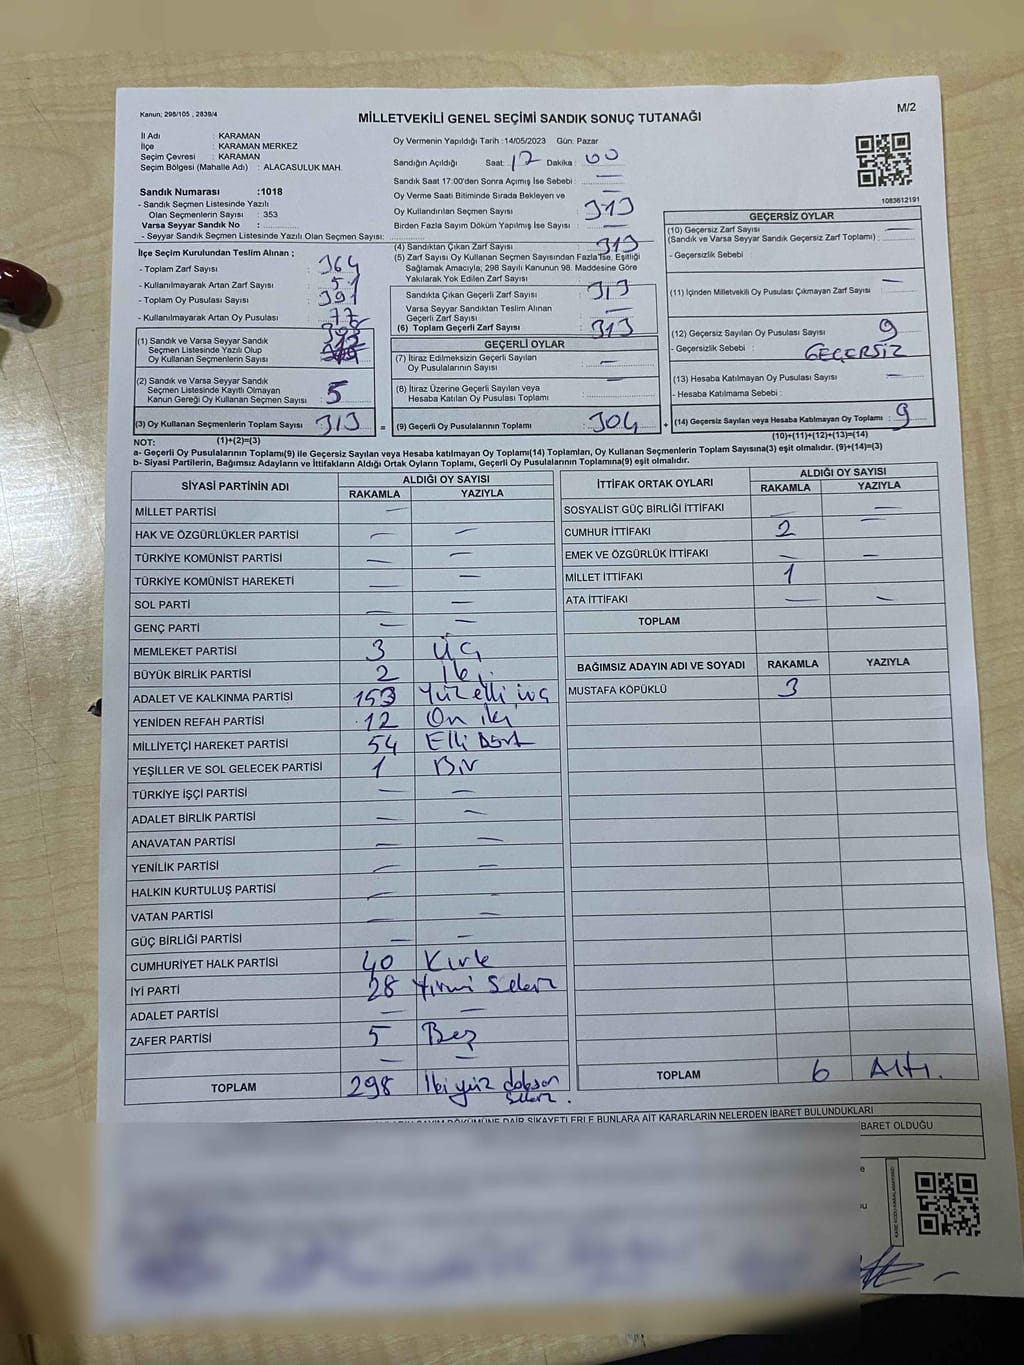 Kanun; 298/105 , 2839/4
M/2
MİLLETVEKİLİ GENEL SEÇİMİ SANDIK SONUÇ TUTANAĞI
İl Adı : KARAMAN
İlçe : KARAMAN MERKEZ
Seçim Çevresi : KARAMAN
Seçim Bölgesi (Mahalle Adı) : ALACASULUK MAH.
Sandık Numarası :1018
- Sandık Seçmen Listesinde Yazılı
Olan Seçmenlerin Sayısı : 353
Varsa Seyyar Sandık No :
- Seyyar Sandık Seçmen Listesinde Yazılı Olan Seçmen Sayısı:
Oy Vermenin Yapıldığı Tarih :14/05/2023 Gün: Pazar
Sandığın Açıldığı Saat: 17 Dakika: 00
Sandık Saat 17:00'den Sonra Açımış İse Sebebi : —
Oy Verme Saati Bitiminde Sırada Bekleyen ve
Oy Kullandırılan Seçmen Sayısı : 313
Birden Fazla Sayım Döküm Yapılmış İse Sayısı : —
1083612191
İlçe Seçim Kurulundan Teslim Alınan ;
- Toplam Zarf Sayısı : 364
- Kullanılmayarak Artan Zarf Sayısı : 51
- Toplam Oy Pusulası Sayısı : 391
- Kullanılmayarak Artan Oy Pusulası : 77
(1) Sandık ve Varsa Seyyar Sandık
Seçmen Listesinde Yazılı Olup
Oy Kullanan Seçmenlerin Sayısı
(2) Sandık ve Varsa Seyyar Sandık
Seçmen Listesinde Kayıtlı Olmayan
Kanun Gereği Oy Kullanan Seçmen Sayısı : 5
(3) Oy Kullanan Seçmenlerin Toplam Sayısı 313 =
(4) Sandıktan Çıkan Zarf Sayısı : 313
(5) Zarf Sayısı Oy Kullanan Seçmen Sayısından Fazla İse, Eşitliği
Sağlamak Amacıyla; 298 Sayılı Kanunun 98. Maddesine Göre
Yakılarak Yok Edilen Zarf Sayısı : —
Sandıkta Çıkan Geçerli Zarf Sayısı : 313
Varsa Seyyar Sandıktan Teslim Alınan
Geçerli Zarf Sayısı : —
(6) Toplam Geçerli Zarf Sayısı : 313
GEÇERLİ OYLAR
(7) İtiraz Edilmeksizin Geçerli Sayılan
Oy Pusulalarının Sayısı : —
(8) İtiraz Üzerine Geçerli Sayılan veya
Hesaba Katılan Oy Pusulası Toplamı : —
(9) Geçerli Oy Pusulalarının Toplamı : 304 +
GEÇERSİZ OYLAR
(10) Geçersiz Zarf Sayısı —
(Sandık ve Varsa Seyyar Sandık Geçersiz Zarf Toplamı) :
- Geçersizlik Sebebi
(11) İçinden Milletvekili Oy Pusulası Çıkmayan Zarf Sayısı : —
(12) Geçersiz Sayılan Oy Pusulası Sayısı : 9
- Geçersizlik Sebebi : GEÇERSİZ
(13) Hesaba Katılmayan Oy Pusulası Sayısı : —
- Hesaba Katılmama Sebebi :
(14) Geçersiz Sayılan veya Hesaba Katılmayan Oy Toplamı : 9
(1)+(2)=(3)
(10)+(11)+(12)+(13)=(14)
NOT:
a- Geçerli Oy Pusulasının Toplamı(9) ile Geçersiz Sayılan veya Hesaba katılmayan Oy Toplamı(14) Toplamları, Oy Kullanan Seçmenlerin Toplam Sayısına(3) eşit olmalıdır. (9)+(14)=(3)
b- Siyasi Partilerin, Bağımsız Adayların ve İttifakların Aldığı Ortak Oyların Toplamı, Geçerli Oy Pusulalarının Toplamına(9) eşit olmalıdır.
SİYASİ PARTİNİN ADI ALDIĞI OY SAYISI
RAKAMLA YAZIYLA
MİLLET PARTİSİ —
HAK VE ÖZGÜRLÜKLER PARTİSİ — —
TÜRKİYE KOMÜNİST PARTİSİ — —
TÜRKİYE KOMÜNİST HAREKETİ — —
SOL PARTİ — —
GENÇ PARTİ — —
MEMLEKET PARTİSİ 3 Üç
BÜYÜK BİRLİK PARTİSİ 2 İki
ADALET VE KALKINMA PARTİSİ 153 Yüz elli üç
YENİDEN REFAH PARTİSİ 12 On iki
MİLLİYETÇİ HAREKET PARTİSİ 54 Elli Dört
YEŞİLLER VE SOL GELECEK PARTİSİ 1 Bir
TÜRKİYE İŞÇİ PARTİSİ — —
ADALET BİRLİK PARTİSİ — —
ANAVATAN PARTİSİ — —
YENİLİK PARTİSİ — —
HALKIN KURTULUŞ PARTİSİ —
VATAN PARTİSİ — —
GÜÇ BİRLİĞİ PARTİSİ — —
CUMHURİYET HALK PARTİSİ 40 Kırk
İYİ PARTİ 28 Yirmi Sekiz
ADALET PARTİSİ — —
ZAFER PARTİSİ 5 Beş
— —
TOPLAM 298 İki yüz doksan
sekiz.
İTTİFAK ORTAK OYLARI ALDIĞI OY SAYISI
RAKAMLA YAZIYLA
SOSYALİST GÜÇ BİRLİĞİ İTTİFAKI — —
CUMHUR İTTİFAKI 2 —
EMEK VE ÖZGÜRLÜK İTTİFAKI — —
MİLLET İTTİFAKI 1
ATA İTTİFAKI — —
TOPLAM
BAĞIMSIZ ADAYIN ADI VE SOYADI RAKAMLA YAZIYLA
MUSTAFA KÖPÜKLÜ 3
TOPLAM 6 Altı.
SAYIM DÖKÜMÜNE DAİR ŞİKAYETLERLE BUNLARA AİT KARARLARIN NELERDEN İBARET BULUNDUKLARI
BARET OLDUĞU